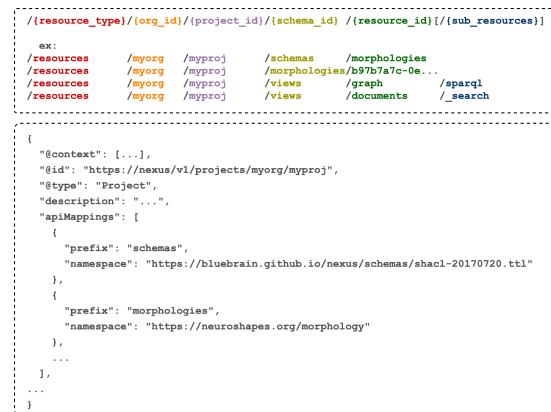 /{resource_type}/{org_id}/{project_id}/{schema_id} /{resource_id}[/{sub_resources}]
ex:
/resources /myorg /myproj /schemas /morphologies
/resources /myorg /myproj /morphologies/b97b7a7c-0e...
/resources /myorg /myproj /views /graph /sparql
/resources /myorg /myproj /views /documents /_search
{
"@context": [...],
"@id": "https://nexus/v1/projects/myorg/myproj",
"@type": "Project",
"description": "...",
"apiMappings": [
{
"prefix": "schemas",
"namespace": "https://bluebrain.github.io/nexus/schemas/shacl-20170720.ttl"
},
{
"prefix": "morphologies",
"namespace": "https://neuroshapes.org/morphology"
},
...
],
...
}